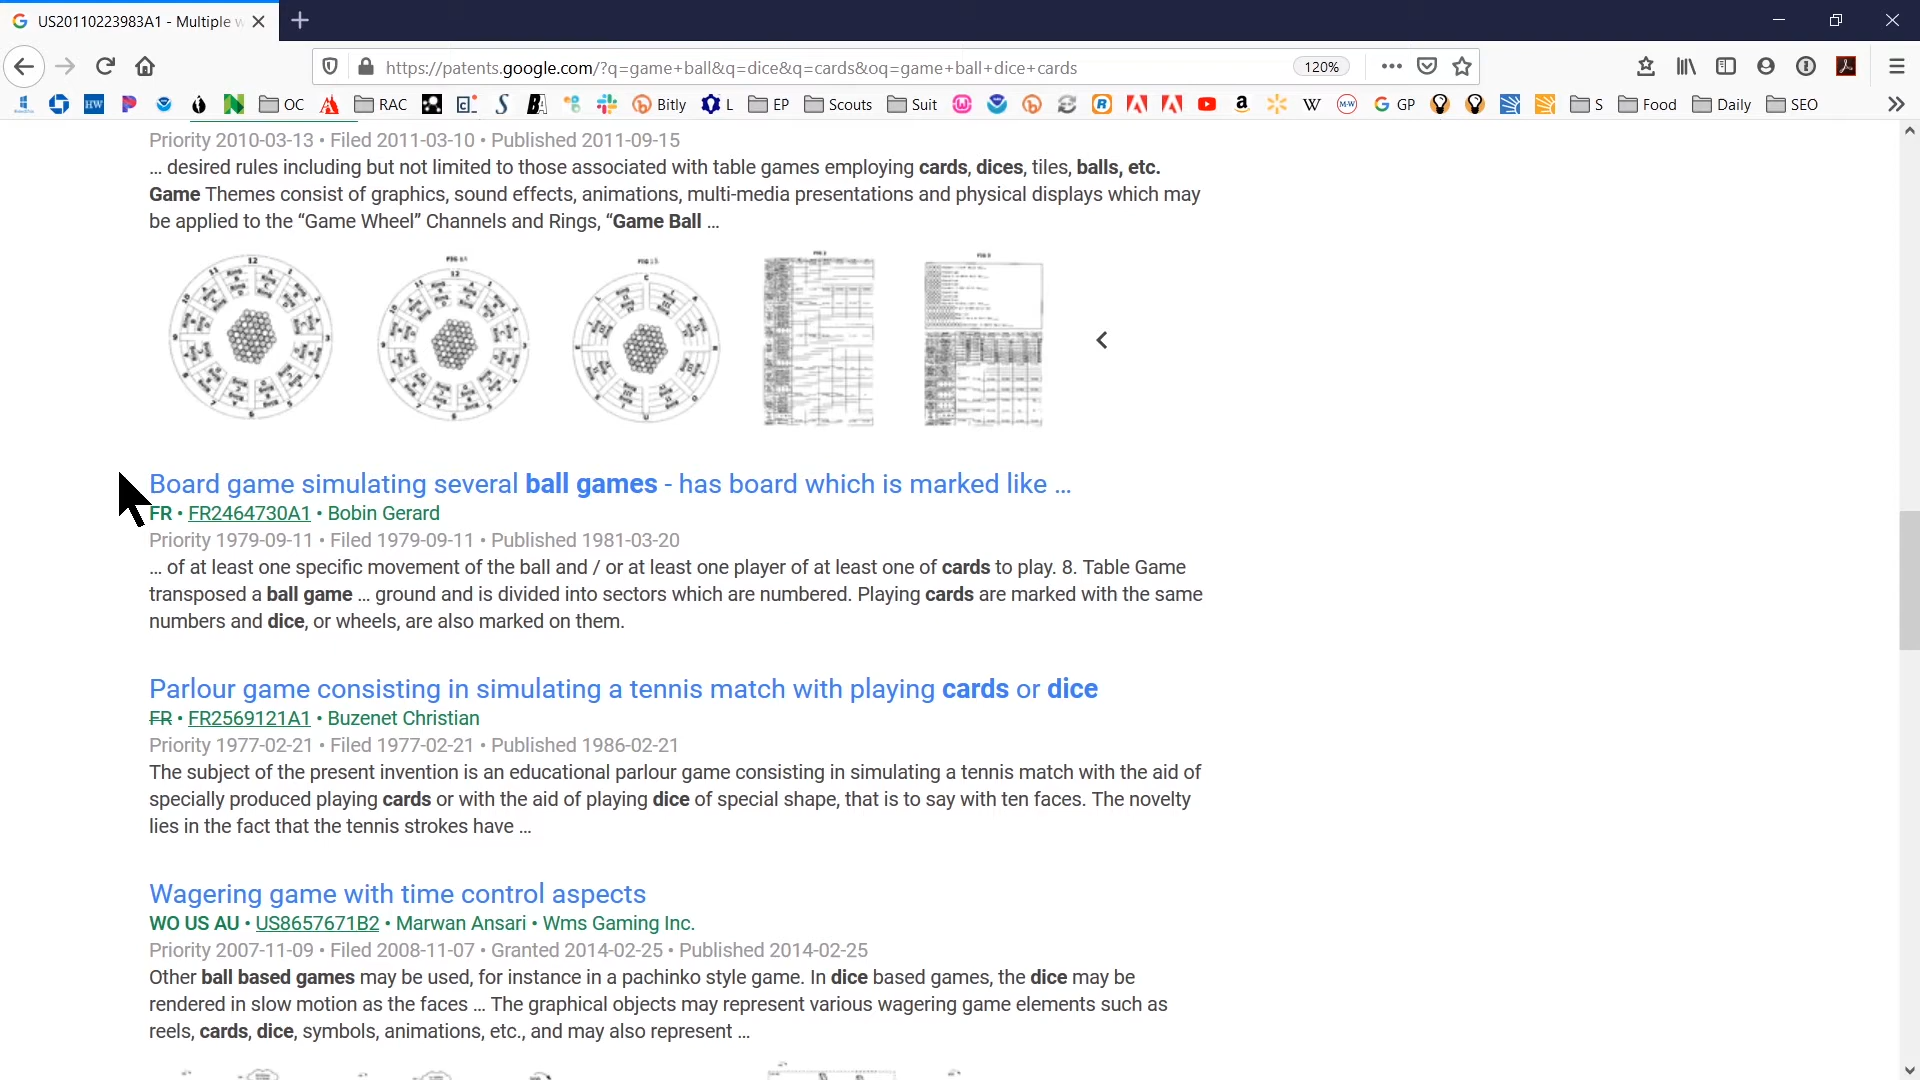 US20110223983A1 - Multiple w
https://patents.google.com/?q=game+ball&q=dice&q=cards&oq=game+ball+dice+cards
120%
HW
OC
RAC
Bitly
L
EP
Scouts
Suit
W
GP
S
Food
Daily
SEO
Priority 2010-03-13 • Filed 2011-03-10 • Published 2011-09-15
... desired rules including but not limited to those associated with table games employing cards, dices, tiles, balls, etc.
Game Themes consist of graphics, sound effects, animations, multi-media presentations and physical displays which may
be applied to the “Game Wheel” Channels and Rings, “Game Ball ...
Board game simulating several ball games - has board which is marked like ...
FR • FR2464730A1 • Bobin Gerard
Priority 1979-09-11 • Filed 1979-09-11 • Published 1981-03-20
... of at least one specific movement of the ball and / or at least one player of at least one of cards to play. 8. Table Game
transposed a ball game ... ground and is divided into sectors which are numbered. Playing cards are marked with the same
numbers and dice, or wheels, are also marked on them.
Parlour game consisting in simulating a tennis match with playing cards or dice
FR • FR2569121A1 • Buzenet Christian
Priority 1977-02-21 • Filed 1977-02-21 • Published 1986-02-21
The subject of the present invention is an educational parlour game consisting in simulating a tennis match with the aid of
specially produced playing cards or with the aid of playing dice of special shape, that is to say with ten faces. The novelty
lies in the fact that the tennis strokes have ...
Wagering game with time control aspects
WO US AU • US8657671B2 • Marwan Ansari • Wms Gaming Inc.
Priority 2007-11-09 • Filed 2008-11-07 • Granted 2014-02-25 • Published 2014-02-25
Other ball based games may be used, for instance in a pachinko style game. In dice based games, the dice may be
rendered in slow motion as the faces ... The graphical objects may represent various wagering game elements such as
reels, cards, dice, symbols, animations, etc., and may also represent ...